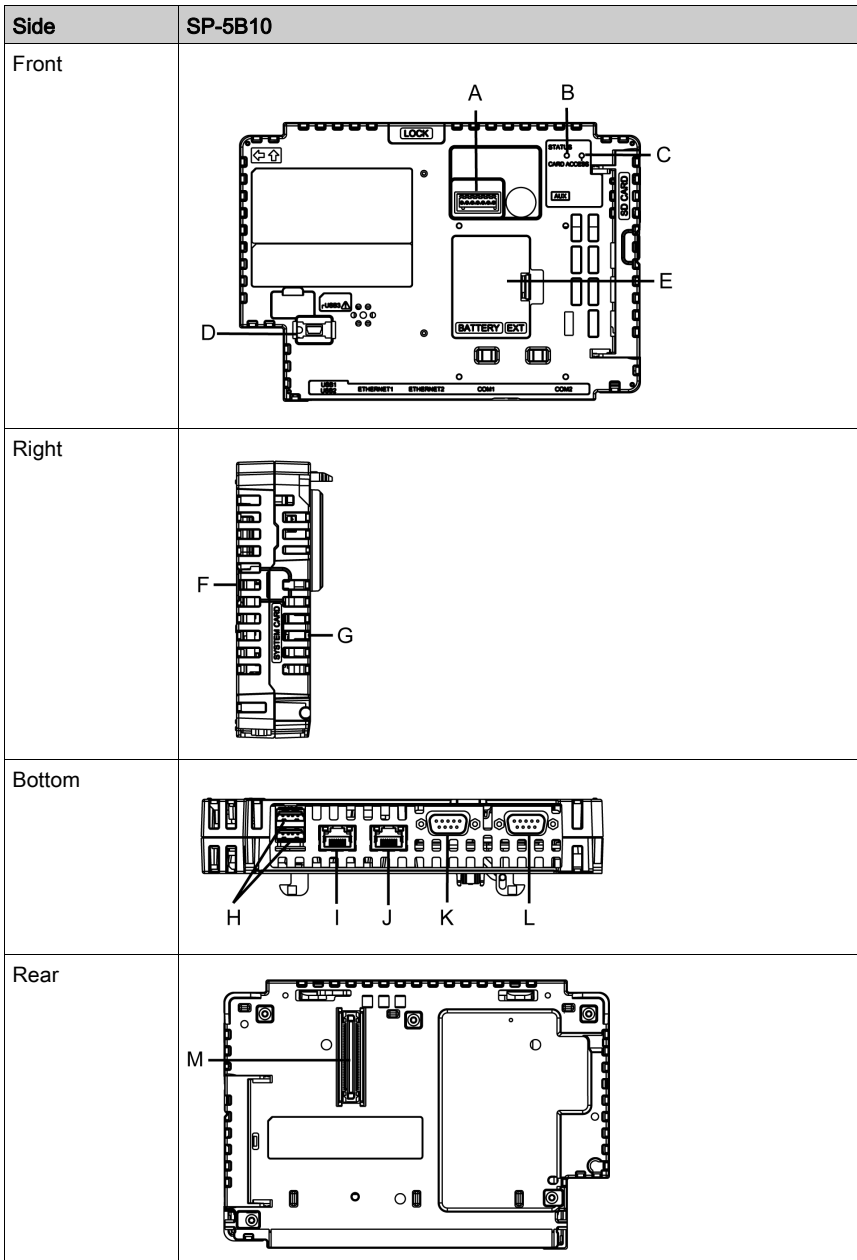 Side SP-5B10
Front
A B
LOCK
STATUS
C
CARD ACCESS
AUX
SD CARD
E
USB3
D
BATTERY EXT
USB1
USB2 ETHERNET1 ETHERNET2 COM1 COM2
Right
F
SYSTEM CARD
G
Bottom
H I J K L
Rear
M